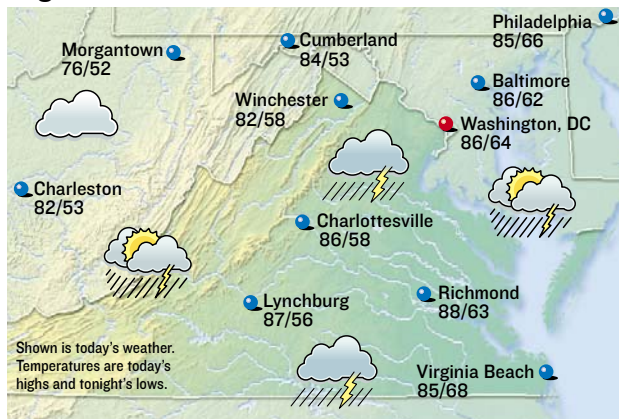 Philadelphia
85/66
Morgantown
76/52
Cumberland
84/53
Baltimore
86/62
Winchester
82/58
Washington, DC
86/64
Charleston
82/53
Charlottesville
86/58
Lynchburg
87/56
Richmond
88/63
Shown is today's weather.
Temperatures are today's
highs and tonight's lows.
Virginia Beach
85/68